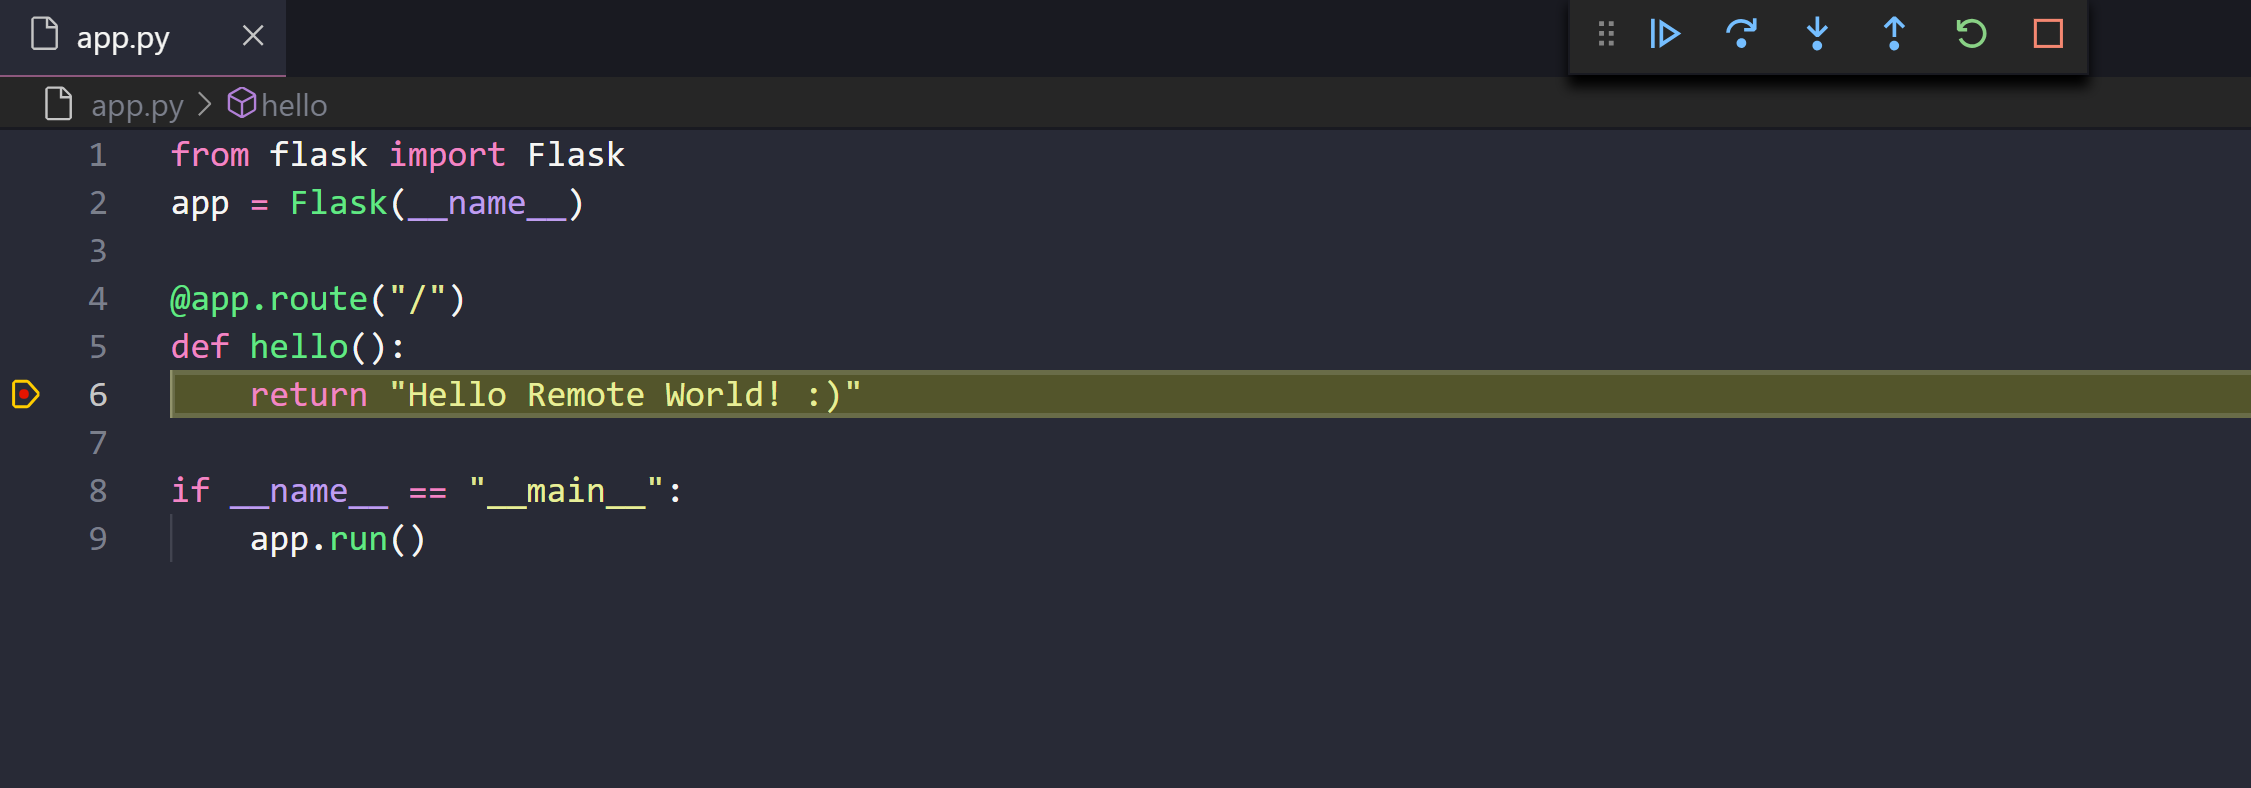 app.py
app.py > hello
1 from flask import Flask
2 app = Flask(__name__)
3
4 @app.route("/")
5 def hello():
6     return "Hello Remote World! :)"
7
8 if __name__ == "__main__":
9     app.run()